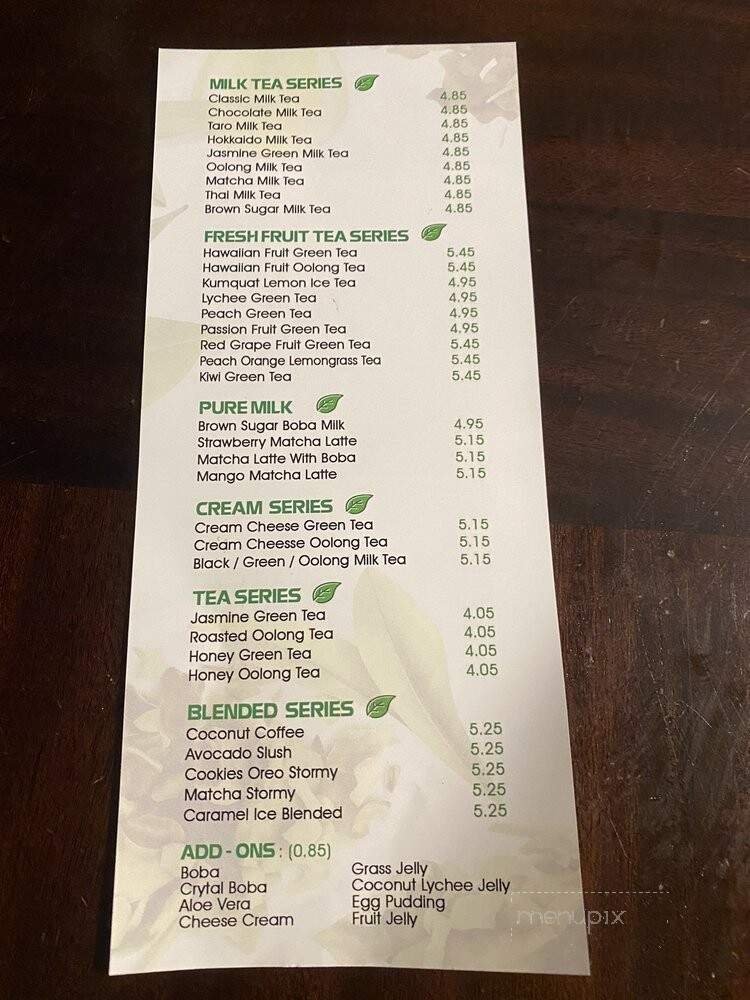 MILK TEA SERIES
Classic Milk Tea 4.85
Chocolate Milk Tea 4.85
Taro Milk Tea 4.85
Hokkaido Milk Tea 4.85
Jasmine Green Milk Tea 4.85
Oolong Milk Tea 4.85
Matcha Milk Tea 4.85
Thai Milk Tea 4.85
Brown Sugar Milk Tea 4.85
FRESH FRUIT TEA SERIES
Hawaiian Fruit Green Tea 5.45
Hawaiian Fruit Oolong Tea 5.45
Kumquat Lemon Ice Tea 4.95
Lychee Green Tea 4.95
Peach Green Tea 4.95
Passion Fruit Green Tea 4.95
Red Grape Fruit Green Tea 5.45
Peach Orange Lemongrass Tea 5.45
Kiwi Green Tea 5.45
PURE MILK
Brown Sugar Boba Milk 4.95
Strawberry Matcha Latte 5.15
Matcha Latte With Boba 5.15
Mango Matcha Latte 5.15
CREAM SERIES
Cream Cheese Green Tea 5.15
Cream Cheesse Oolong Tea 5.15
Black / Green / Oolong Milk Tea 5.15
TEA SERIES
Jasmine Green Tea 4.05
Roasted Oolong Tea 4.05
Honey Green Tea 4.05
Honey Oolong Tea 4.05
BLENDED SERIES
Coconut Coffee 5.25
Avocado Slush 5.25
Cookies Oreo Stormy 5.25
Matcha Stormy 5.25
Caramel Ice Blended 5.25
ADD - ONS : (0.85)
Boba
Crytal Boba
Aloe Vera
Cheese Cream
Grass Jelly
Coconut Lychee Jelly
Egg Pudding
Fruit Jelly
menupix